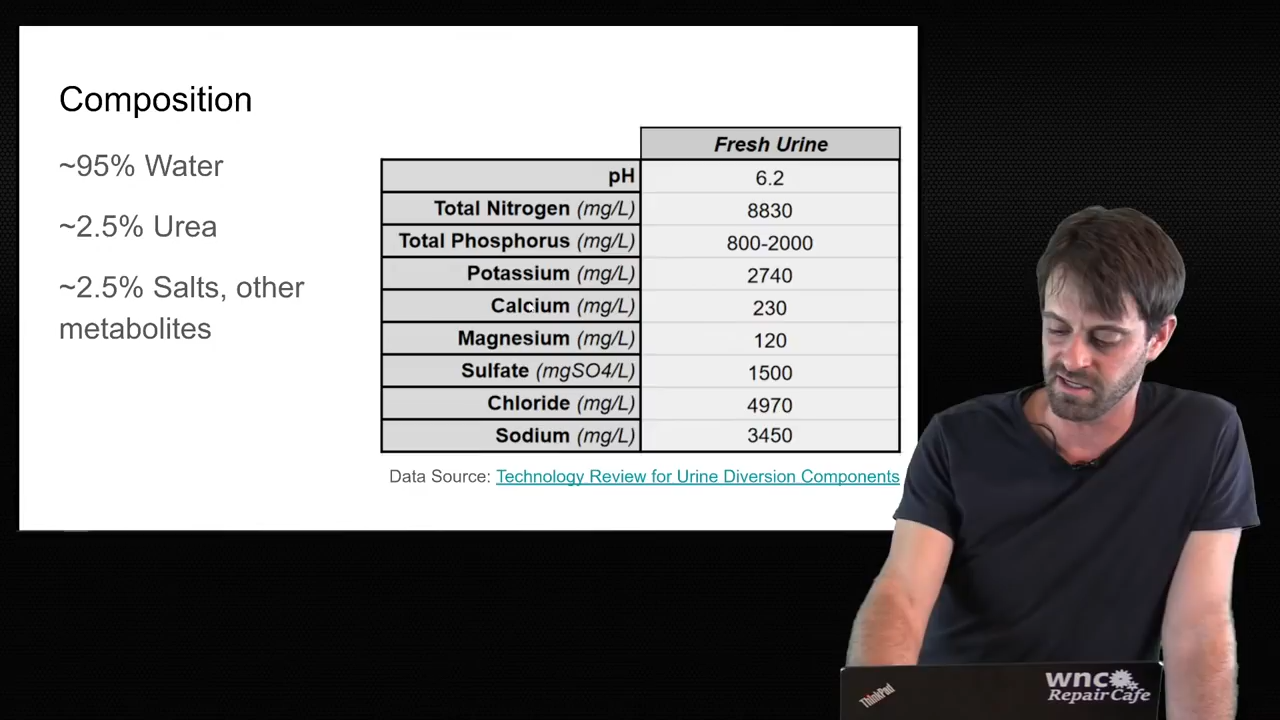 Composition
~95% Water
~2.5% Urea
~2.5% Salts, other
metabolites
Fresh Urine
pH 6.2
Total Nitrogen (mg/L) 8830
Total Phosphorus (mg/L) 800-2000
Potassium (mg/L) 2740
Calcium (mg/L) 230
Magnesium (mg/L) 120
Sulfate (mgSO4/L) 1500
Chloride (mg/L) 4970
Sodium (mg/L) 3450
Data Source: Technology Review for Urine Diversion Components
ThinkPad
wnc
Repair Cafe